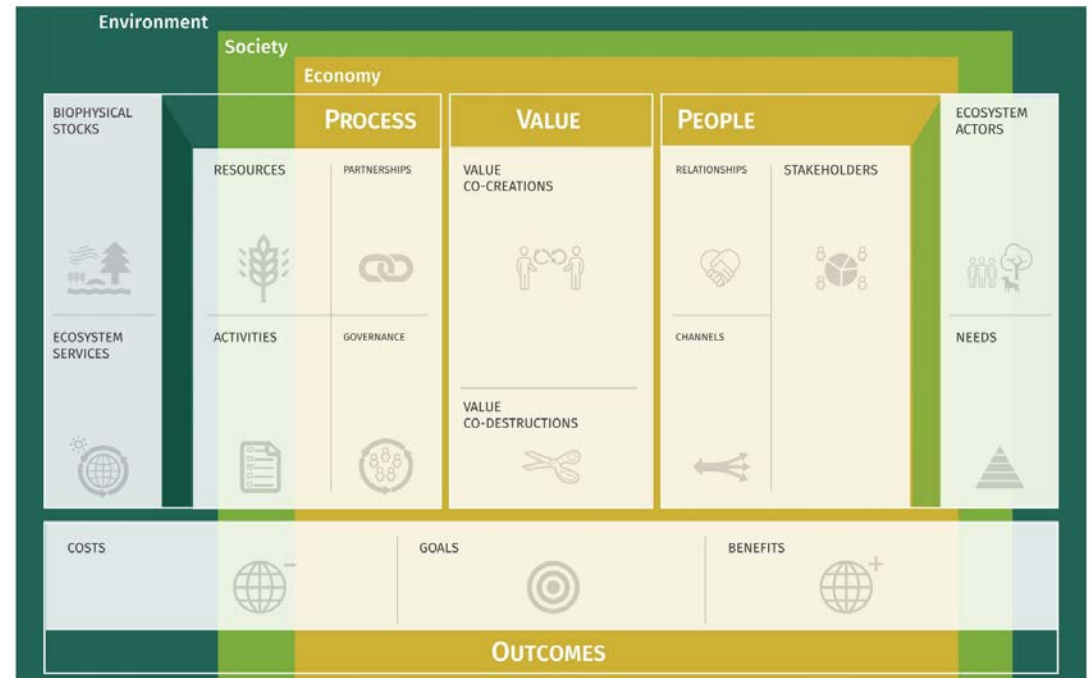 Environment
Society
Economy
BIOPHYSICAL
STOCKS
PROCESS
VALUE
PEOPLE
ECOSYSTEM
ACTORS
RESOURCES
PARTNERSHIPS
VALUE
CO-CREATIONS
RELATIONSHIPS
STAKEHOLDERS
ECOSYSTEM
SERVICES
ACTIVITIES
GOVERNANCE
CHANNELS
NEEDS
VALUE
CO-DESTRUCTIONS
COSTS
GOALS
BENEFITS
OUTCOMES